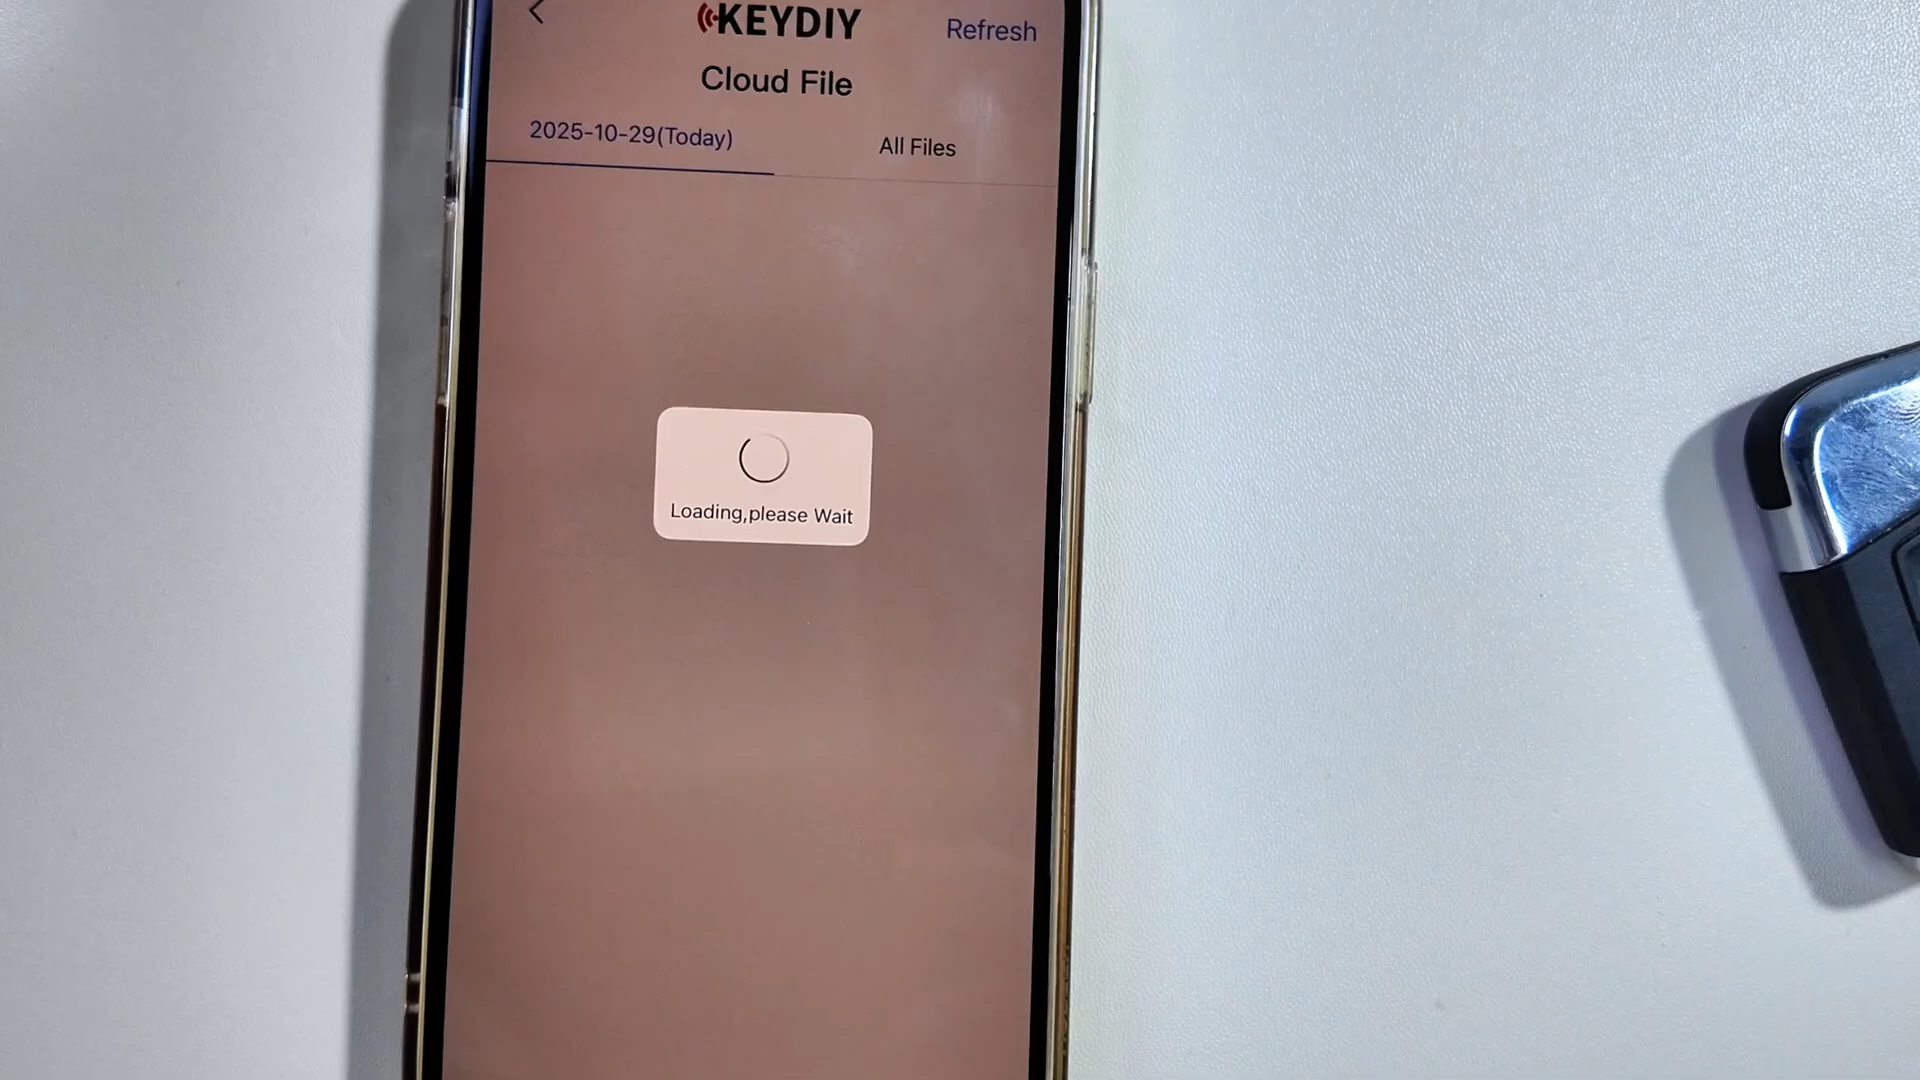 KEYDIY
Refresh
Cloud File
2025-10-29(Today)
All Files
Loading,please Wait